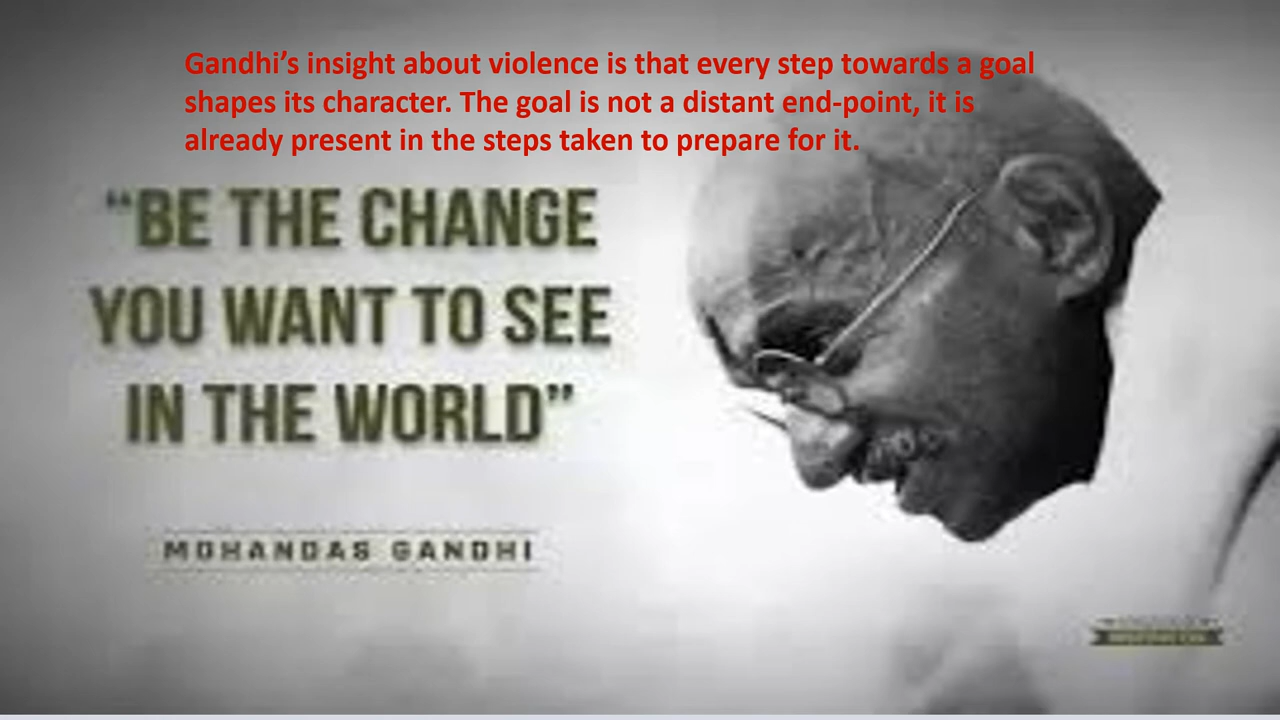 Gandhi’s insight about violence is that every step towards a goal
shapes its character. The goal is not a distant end-point, it is
already present in the steps taken to prepare for it.
“BE THE CHANGE
YOU WANT TO SEE
IN THE WORLD”
MOHANDAS GANDHI